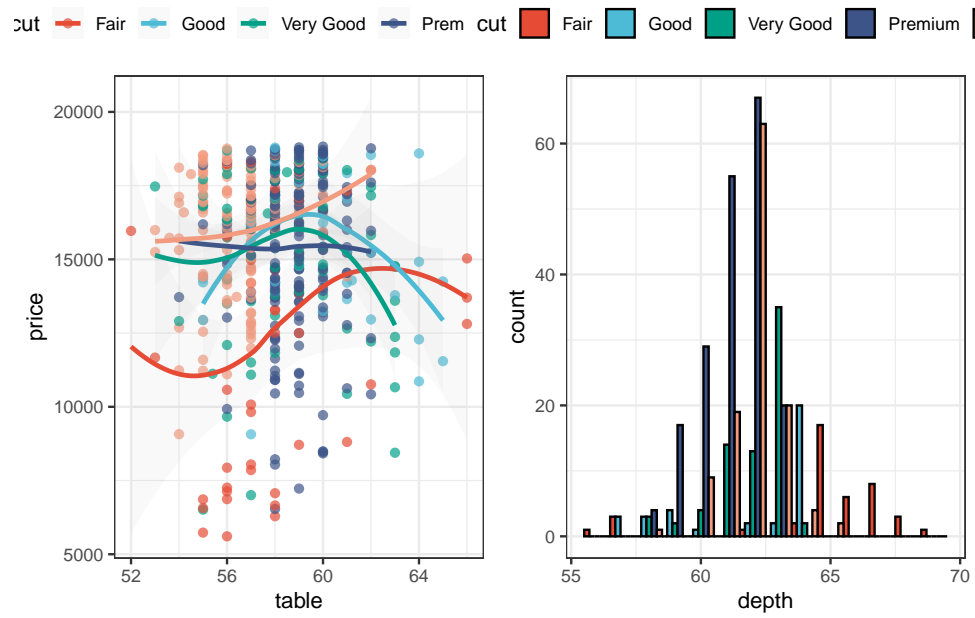 cut Fair Good Very Good Prem
cut Fair Good Very Good Premium
20000
15000
10000
5000
price
52 56 60 64
table
60
40
20
0
count
55 60 65 70
depth